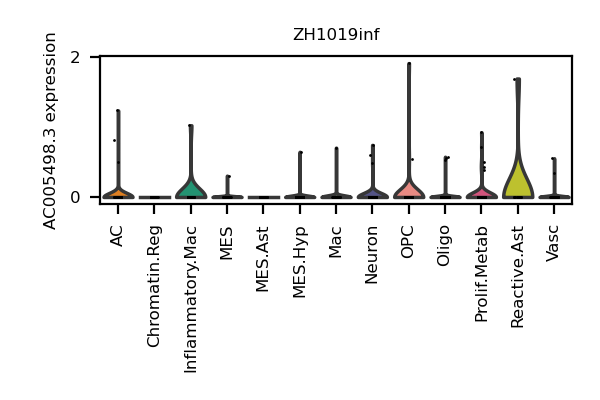 ZH1019inf
AC005498.3 expression
2
0
AC
Chromatin.Reg
Inflammatory.Mac
MES
MES.Ast
MES.Hyp
Mac
Neuron
OPC
Oligo
Prolif.Metab
Reactive.Ast
Vasc